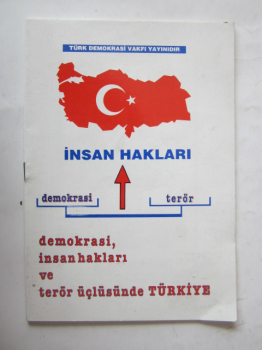 TÜRK DEMOKRASİ VAKFI YAYINIDIR
İNSAN HAKLARI
demokrasi terör
demokrasi,
insan hakları
ve
terör üçlüsünde TÜRKİYE